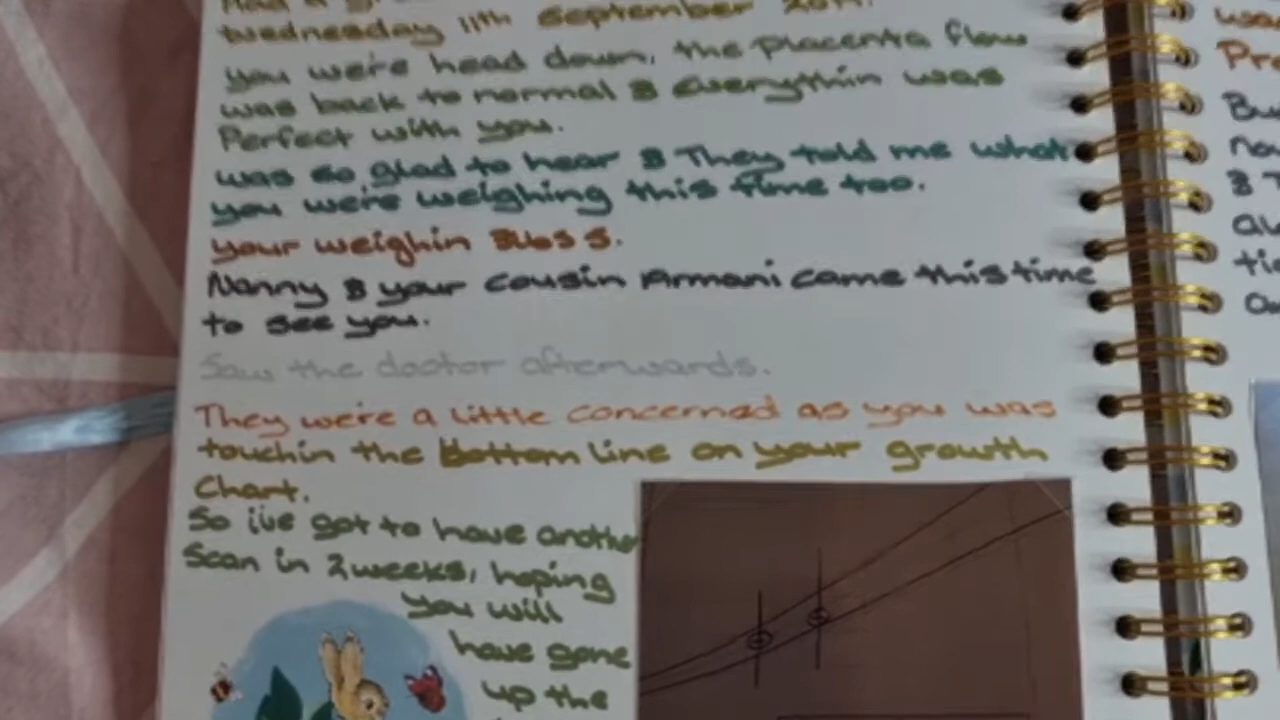 Wednesday 11th September 2019.
you were head down, the placenta flow
was back to normal & Everythin was
Perfect with you.
was so glad to hear & They told me what
you were weighing this time too.
your weighin
Nanny & your cousin Armani came this time
to see you.
Saw the doctor afterwards.
They were a little concerned as you was
touchin the bottom line on your growth
Chart.
So ive got to have another
Scan in 2 weeks, hoping
you will
have gone
up the